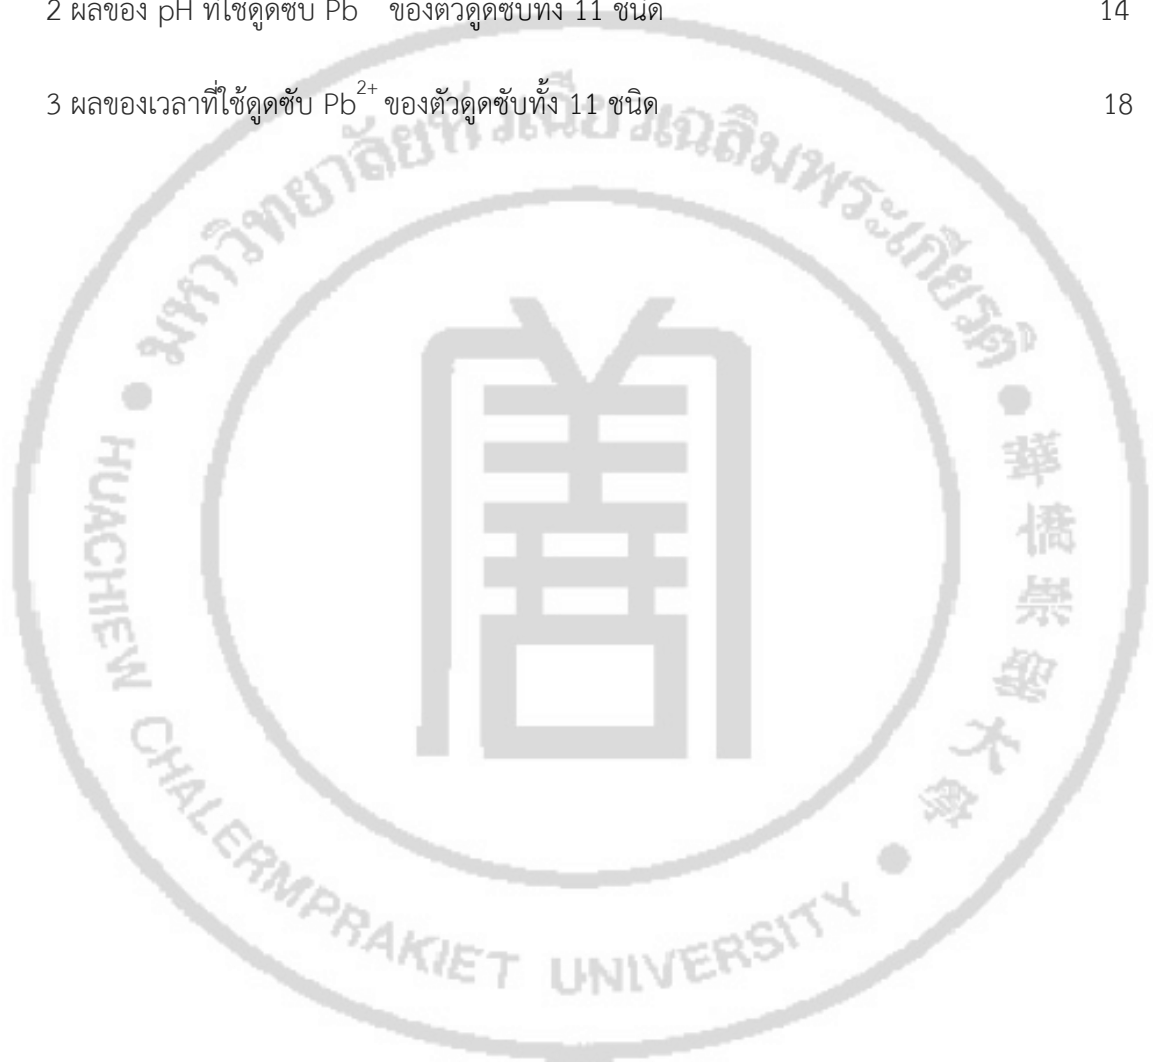 2 ผลของ pH ที่ใช้ดูดซับ Pb ของตัวดูดซับทั้ง 11 ชนิด 14
3 ผลของเวลาที่ใช้ดูดซับ Pb²⁺ ของตัวดูดซับทั้ง 11 ชนิด 18
มหาวิทยาลัยหัวเฉียวเฉลิมพระเกียรติ
華僑崇聖大學
HUACHIEW CHALERMPRAKIET UNIVERSITY